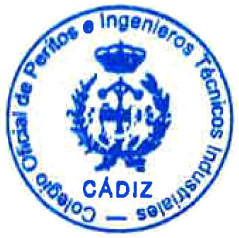 Colegio Oficial de Peritos e Ingenieros Técnicos Industriales —
CÁDIZ